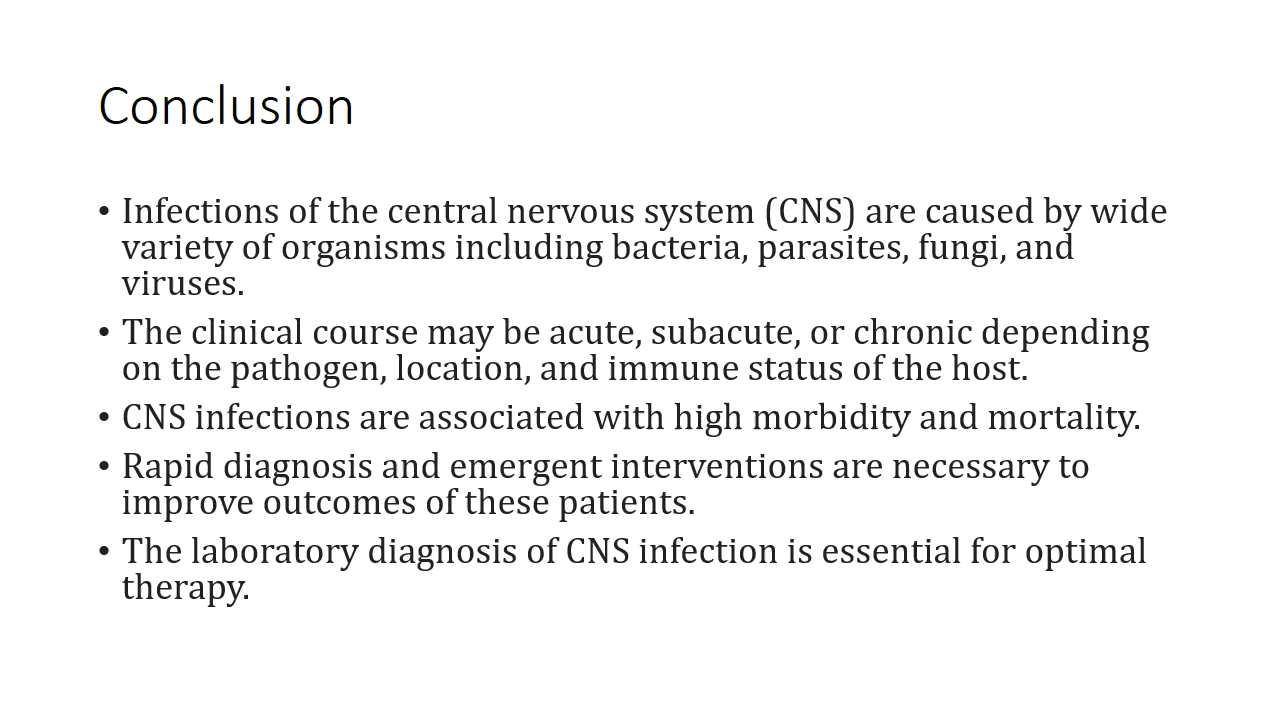 Conclusion
• Infections of the central nervous system (CNS) are caused by wide
variety of organisms including bacteria, parasites, fungi, and
viruses.
• The clinical course may be acute, subacute, or chronic depending
on the pathogen, location, and immune status of the host.
• CNS infections are associated with high morbidity and mortality.
• Rapid diagnosis and emergent interventions are necessary to
improve outcomes of these patients.
• The laboratory diagnosis of CNS infection is essential for optimal
therapy.